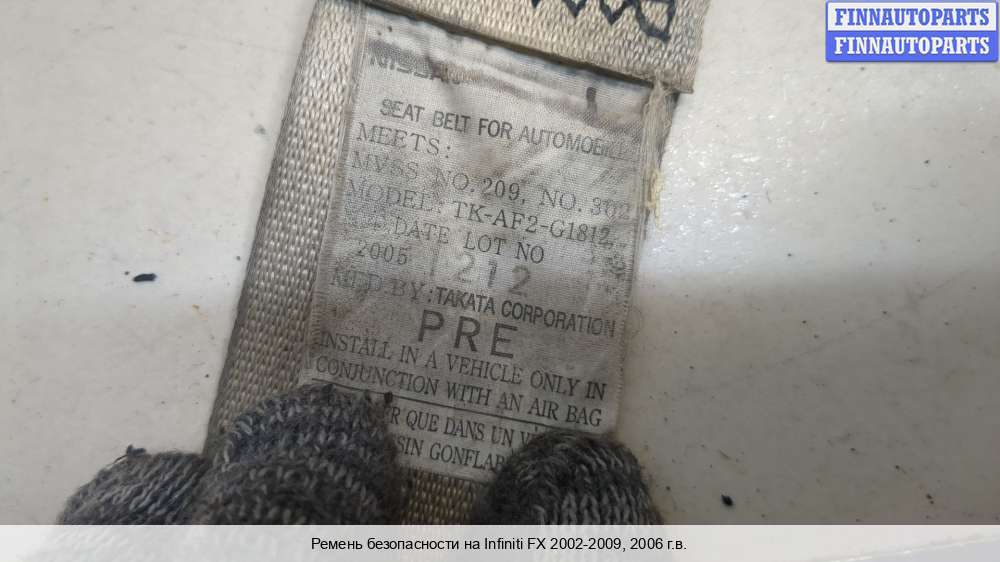 FINNAUTOPARTS
FINNAUTOPARTS
NISSAN
SEAT BELT FOR AUTOMOBILE
MEETS:
MVSS NO.209, NO.302
MODEL: TK-AF2-G1812
DATE LOT NO
2005 1212
MFD BY: TAKATA CORPORATION
PRE
INSTALL IN A VEHICLE ONLY IN
CONJUNCTION WITH AN AIR BAG
R QUE DANS UN V
SIN GONFLAB
Ремень безопасности на Infiniti FX 2002-2009, 2006 г.в.